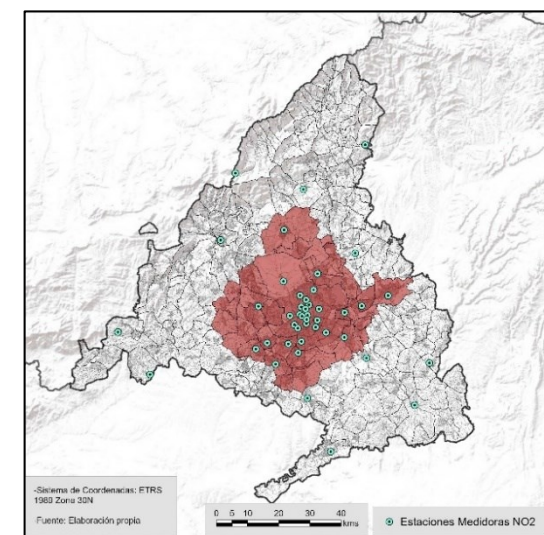 -Sistema de Coordenadas: ETRS
1980 Zona 30N
-Fuente: Elaboración propia
0 5 10 20 30 40
kms
Estaciones Medidoras NO2